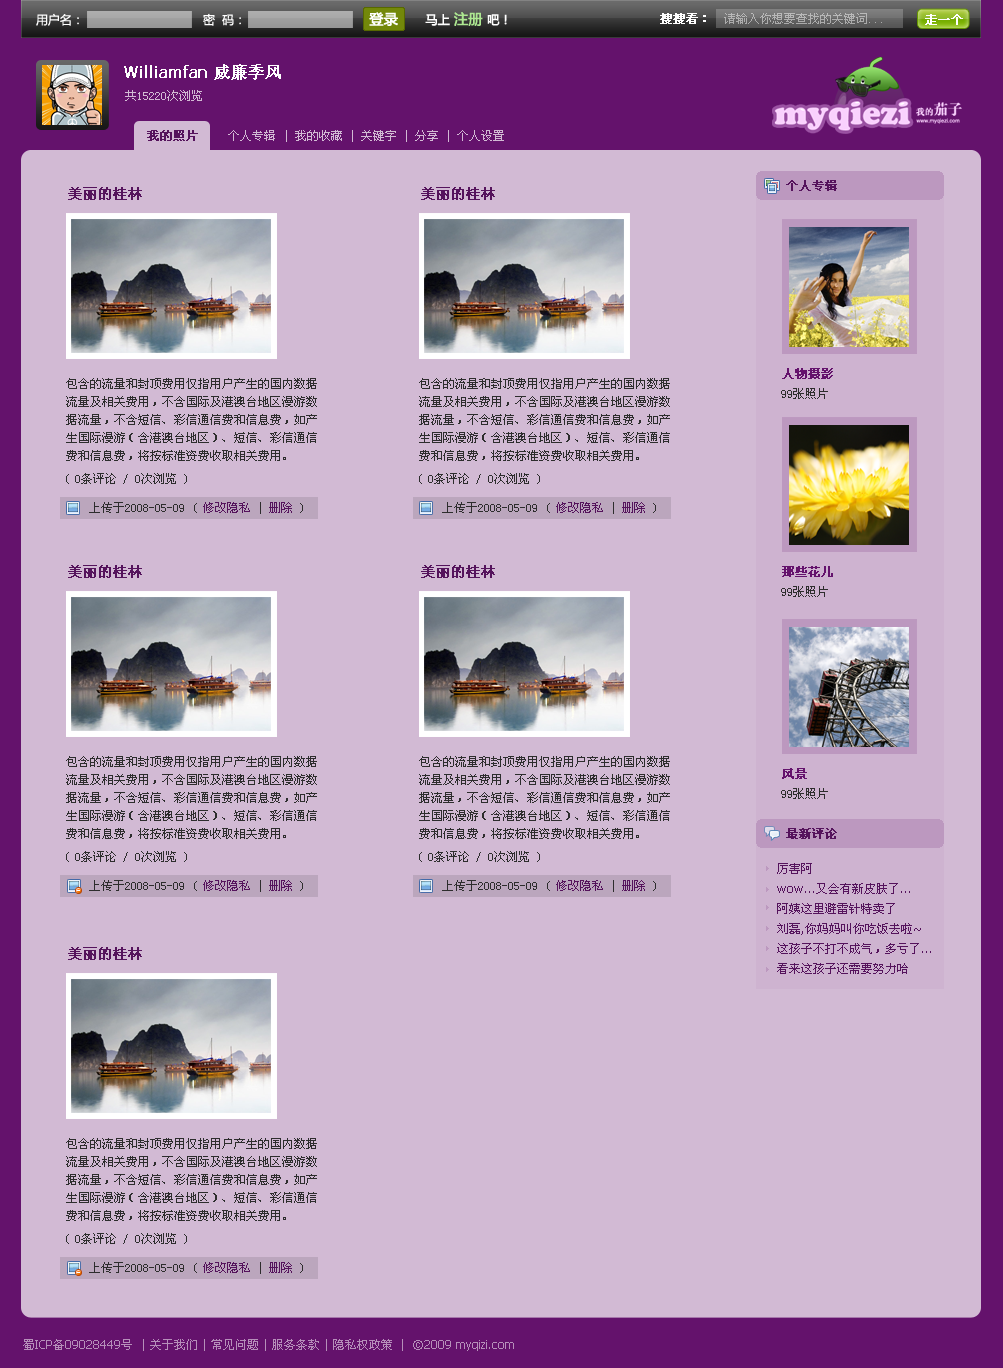 用户名： 密 码： 登录 马上 注册 吧！ 搜搜看： 请输入你想要查找的关键词... 走一个
Williamfan 威廉季风
共15220次浏览
myqiezi 我的茄子
www.myqiezi.com
我的照片 个人专辑 | 我的收藏 | 关键字 | 分享 | 个人设置
美丽的桂林
包含的流量和封顶费用仅指用户产生的国内数据
流量及相关费用，不含国际及港澳台地区漫游数
据流量，不含短信、彩信通信费和信息费，如产
生国际漫游（含港澳台地区）、短信、彩信通信
费和信息费，将按标准资费收取相关费用。
（ 0条评论 / 0次浏览 ）
上传于2008-05-09 （ 修改隐私 | 删除 ）
美丽的桂林
包含的流量和封顶费用仅指用户产生的国内数据
流量及相关费用，不含国际及港澳台地区漫游数
据流量，不含短信、彩信通信费和信息费，如产
生国际漫游（含港澳台地区）、短信、彩信通信
费和信息费，将按标准资费收取相关费用。
（ 0条评论 / 0次浏览 ）
上传于2008-05-09 （ 修改隐私 | 删除 ）
美丽的桂林
包含的流量和封顶费用仅指用户产生的国内数据
流量及相关费用，不含国际及港澳台地区漫游数
据流量，不含短信、彩信通信费和信息费，如产
生国际漫游（含港澳台地区）、短信、彩信通信
费和信息费，将按标准资费收取相关费用。
（ 0条评论 / 0次浏览 ）
上传于2008-05-09 （ 修改隐私 | 删除 ）
美丽的桂林
包含的流量和封顶费用仅指用户产生的国内数据
流量及相关费用，不含国际及港澳台地区漫游数
据流量，不含短信、彩信通信费和信息费，如产
生国际漫游（含港澳台地区）、短信、彩信通信
费和信息费，将按标准资费收取相关费用。
（ 0条评论 / 0次浏览 ）
上传于2008-05-09 （ 修改隐私 | 删除 ）
美丽的桂林
包含的流量和封顶费用仅指用户产生的国内数据
流量及相关费用，不含国际及港澳台地区漫游数
据流量，不含短信、彩信通信费和信息费，如产
生国际漫游（含港澳台地区）、短信、彩信通信
费和信息费，将按标准资费收取相关费用。
（ 0条评论 / 0次浏览 ）
上传于2008-05-09 （ 修改隐私 | 删除 ）
个人专辑
人物摄影
99张照片
那些花儿
99张照片
风景
99张照片
最新评论
厉害阿
wow...又会有新皮肤了...
阿姨这里避雷针特卖了
刘磊,你妈妈叫你吃饭去啦~
这孩子不打不成气，多亏了...
看来这孩子还需要努力哈
蜀ICP备09028449号 | 关于我们 | 常见问题 | 服务条款 | 隐私权政策 | ©2009 myqizi.com